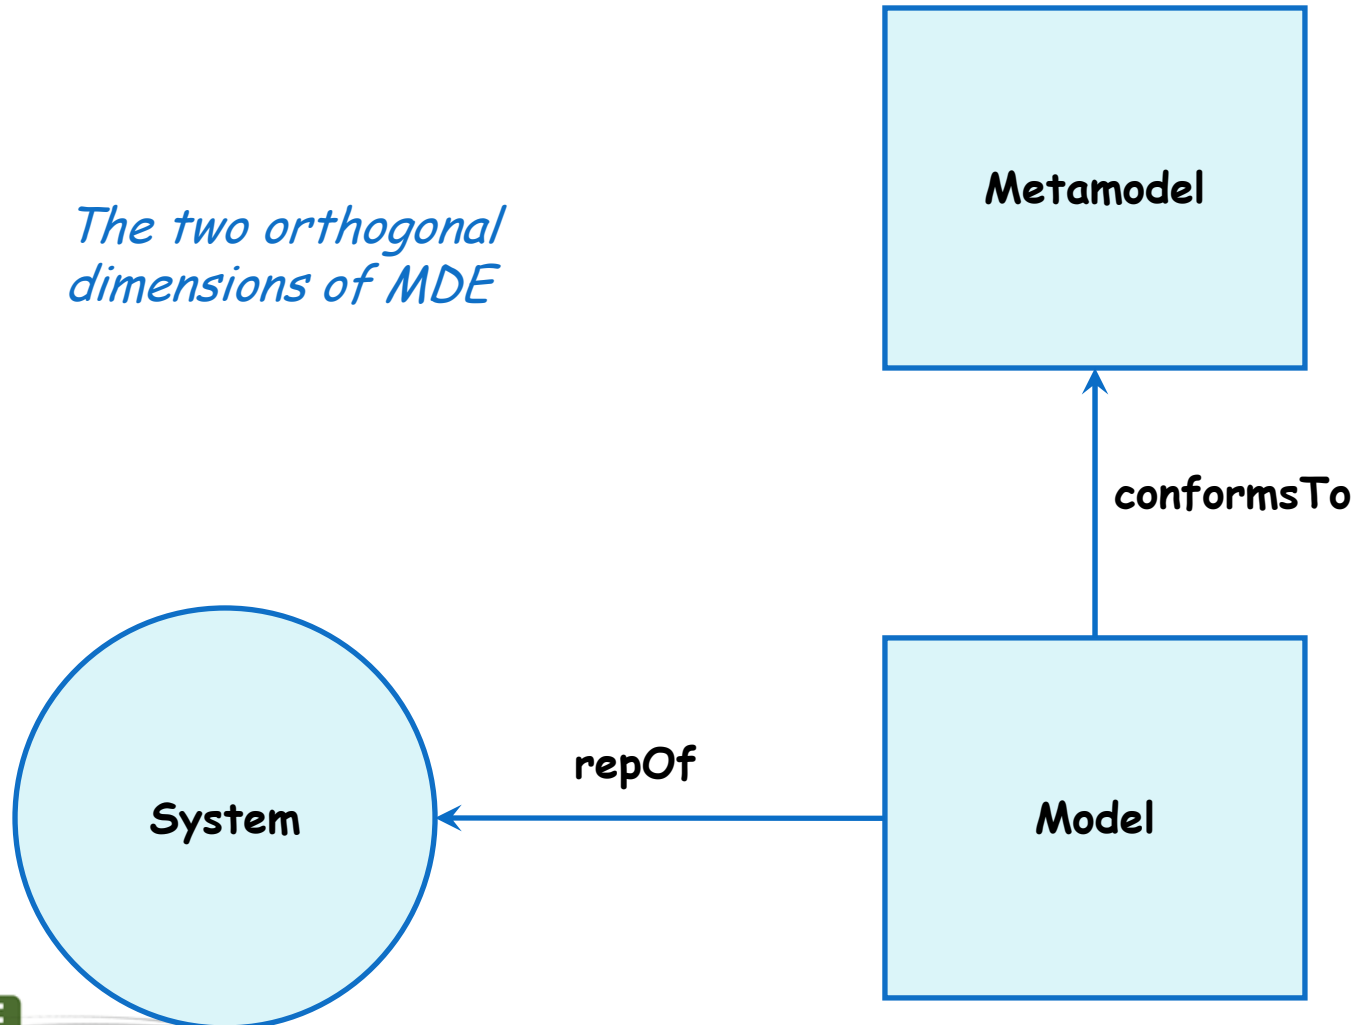 Metamodel
The two orthogonal
dimensions of MDE
conformsTo
repOf
System
Model